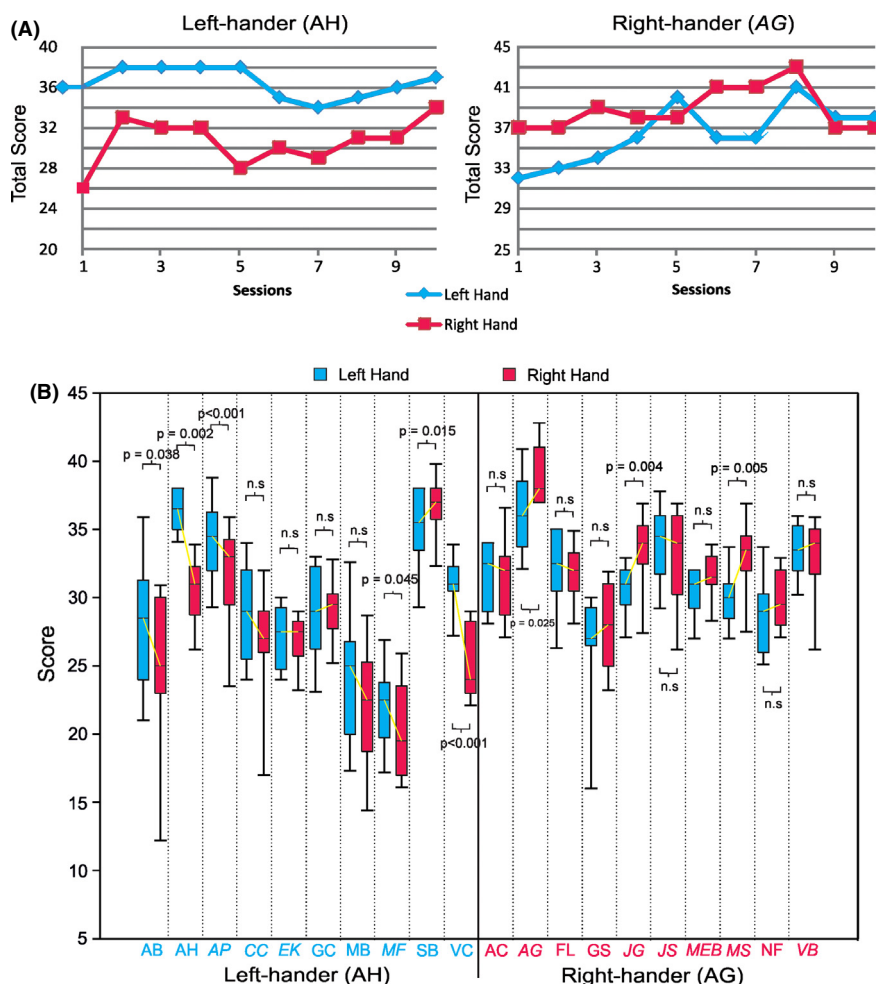 (A)
Left-hander (AH)
Right-hander (AG)
Total Score
40
36
32
28
24
20
1 3 5 7 9
Sessions
Total Score
45
41
37
33
29
25
1 3 5 7 9
Sessions
Left Hand
Right Hand
(B)
Left Hand
Right Hand
Score
45
40
35
30
25
20
15
10
5
p = 0.038
p = 0.002
p<0.001
n.s
n.s
n.s
n.s
p = 0.045
p = 0.015
p<0.001
n.s
p = 0.025
n.s
n.s
p = 0.004
n.s
n.s
p = 0.005
n.s
n.s
AB AH AP CC EK GC MB MF SB VC AC AG FL GS JG JS MEB MS NF VB
Left-hander (AH)
Right-hander (AG)